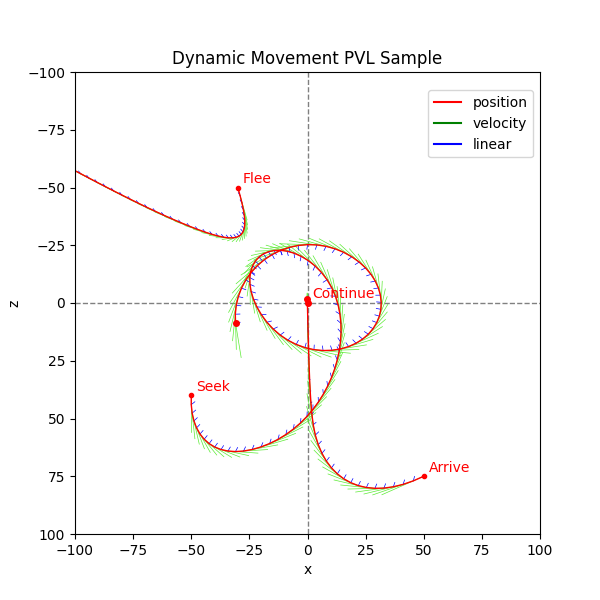 Dynamic Movement PVL Sample
−100
−75
−50
−25
0
25
50
75
100
z
position
velocity
linear
Flee
Continue
Seek
Arrive
−100 −75 −50 −25 0 25 50 75 100
x